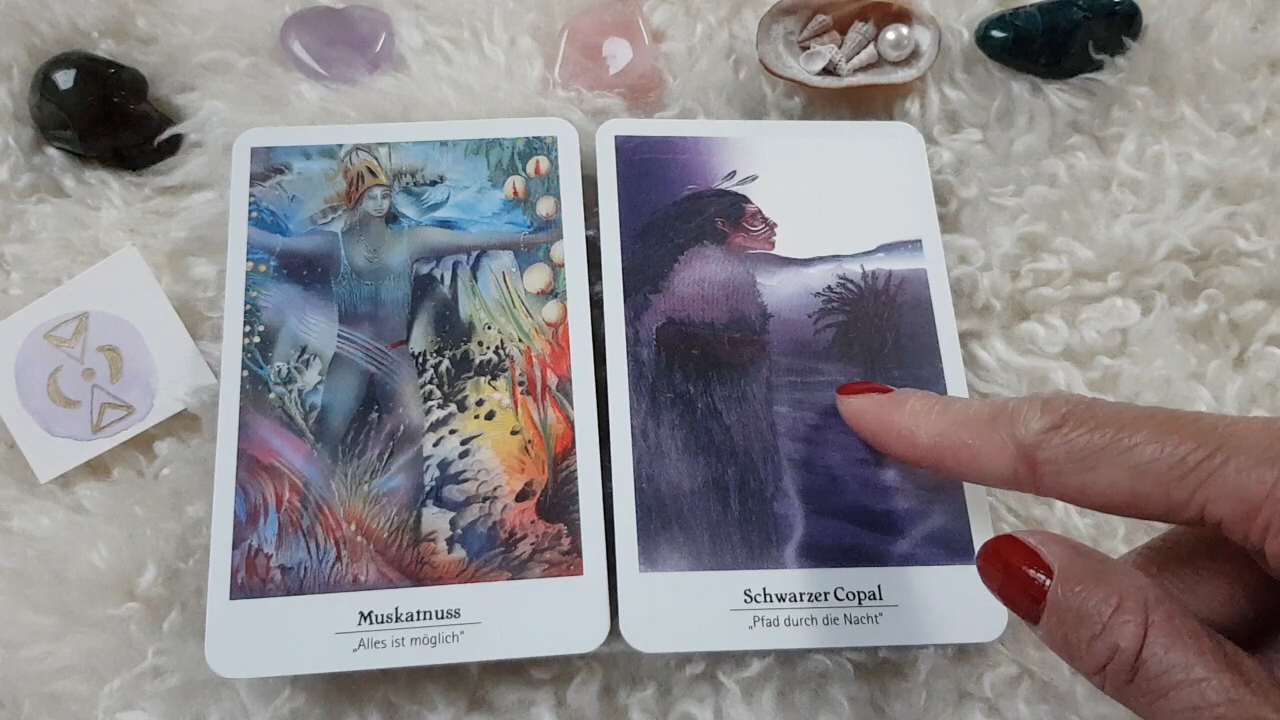 Muskatnuss
„Alles ist möglich“
Schwarzer Copal
„Pfad durch die Nacht“